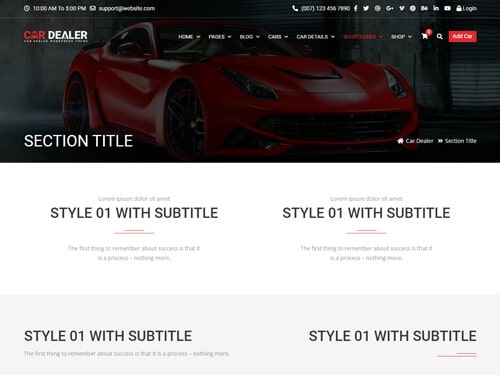 10:00 AM To 5:00 PM support@website.com (007) 123 456 7890 Login
CAR DEALER
CAR DEALER WORDPRESS THEME
HOME PAGES BLOG CARS CAR DETAILS SHORTCODES SHOP 0 Add Car
SECTION TITLE
Car Dealer » Section Title
Lorem ipsum dolor sit amet
STYLE 01 WITH SUBTITLE
The first thing to remember about success is that it
is a process – nothing more,
Lorem ipsum dolor sit amet
STYLE 01 WITH SUBTITLE
The first thing to remember about success is that it
is a process – nothing more,
STYLE 01 WITH SUBTITLE
The first thing to remember about success is that it is a process – nothing more,
STYLE 01 WITH SUBTITLE